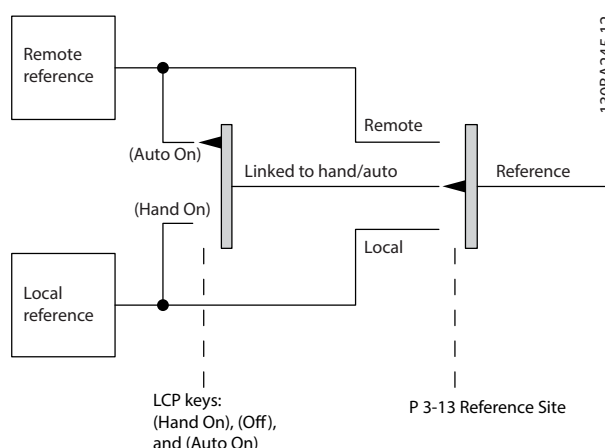 Remote
reference
Remote
(Auto On)
Linked to hand/auto
Reference
(Hand On)
Local
Local
reference
LCP keys:
(Hand On), (Off),
and (Auto On)
P 3-13 Reference Site